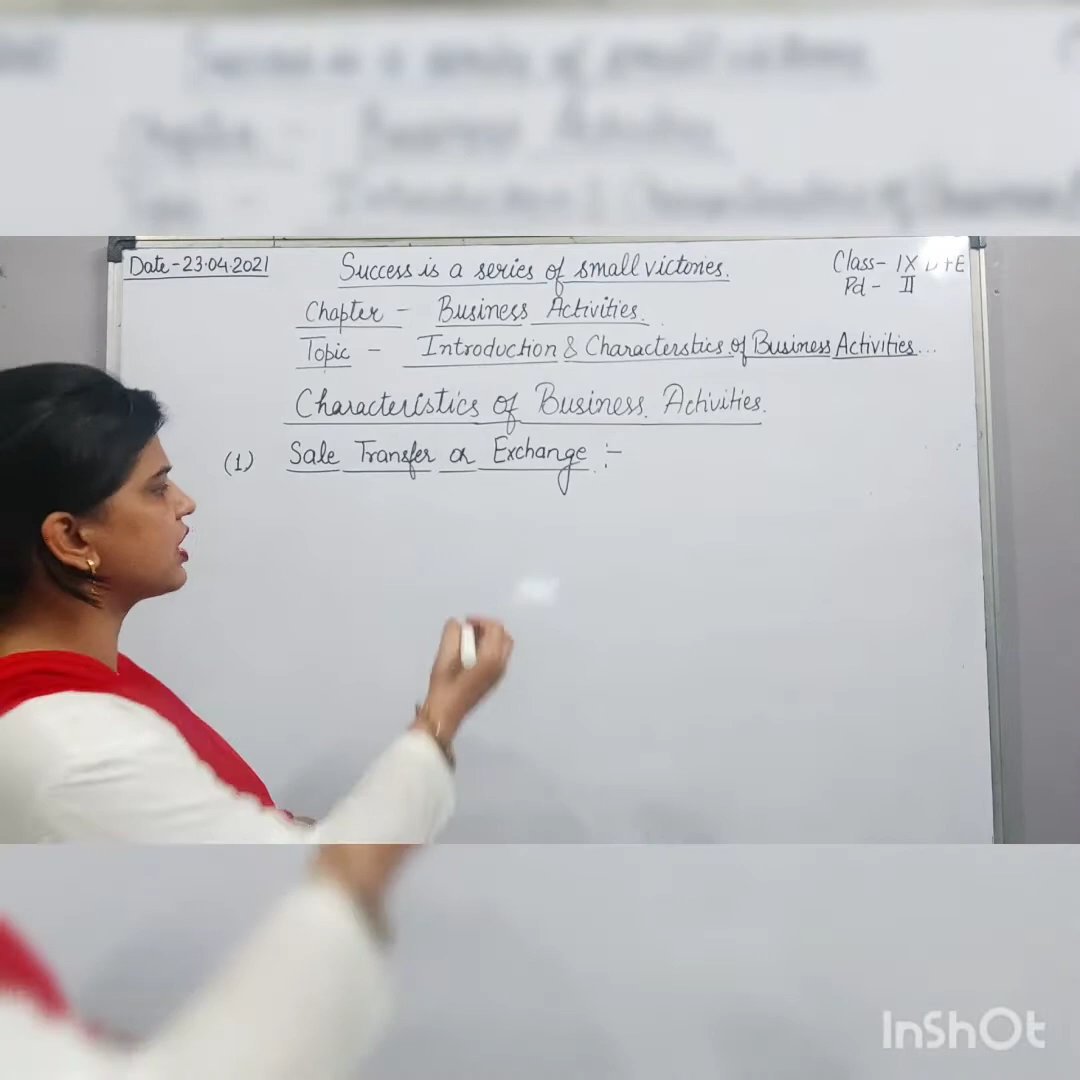 Date-23.04.2021
Success is a series of small victories.
Class- IX D+E
Pd- II
Chapter - Business Activities.
Topic - Introduction & Characterstics of Business Activities...
Characteristics of Business Activities.
(1) Sale Transfer or Exchange :-
InShOt